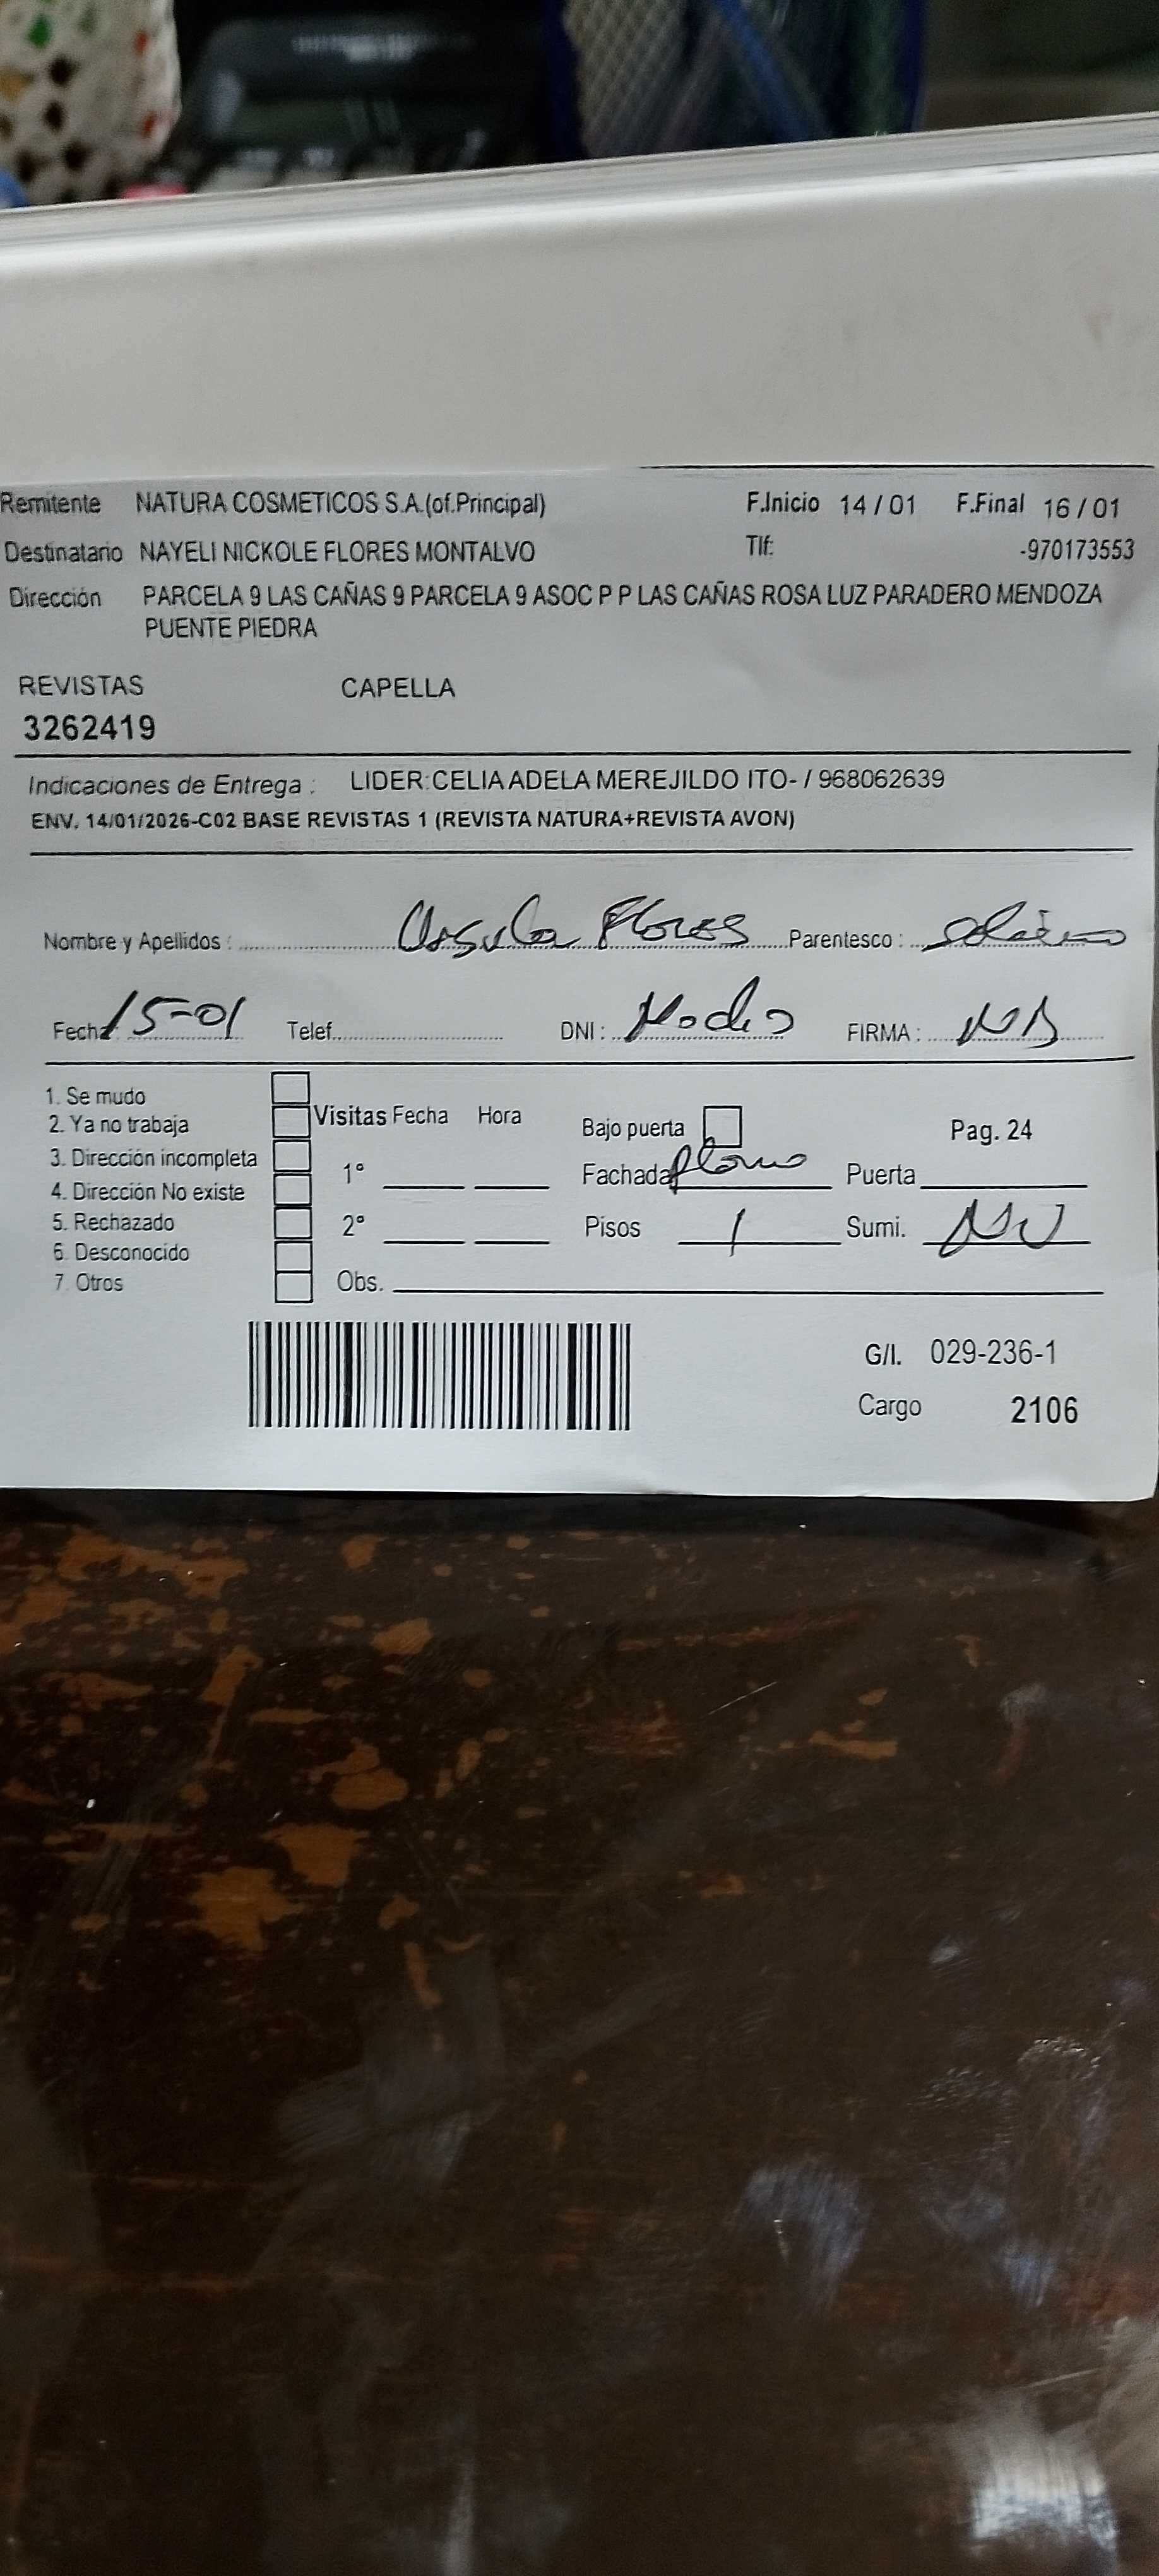 Remitente NATURA COSMETICOS S.A.(of.Principal) F.Inicio 14 / 01 F.Final 16 / 01
Destinatario NAYELI NICKOLE FLORES MONTALVO Tlf: -970173553
Dirección PARCELA 9 LAS CAÑAS 9 PARCELA 9 ASOC P P LAS CAÑAS ROSA LUZ PARADERO MENDOZA
PUENTE PIEDRA
REVISTAS CAPELLA
3262419
Indicaciones de Entrega : LIDER:CELIA ADELA MEREJILDO ITO- / 968062639
ENV. 14/01/2026-C02 BASE REVISTAS 1 (REVISTA NATURA+REVISTA AVON)
Nombre y Apellidos : Ursula Flores Parentesco :
Fecha 15-01 Telef. DNI : FIRMA :
1. Se mudo
2. Ya no trabaja Visitas Fecha Hora Bajo puerta Pag. 24
3. Dirección incompleta 1° Fachada Puerta
4. Dirección No existe
5. Rechazado 2° Pisos 1 Sumi.
6. Desconocido
7. Otros Obs.
G/I. 029-236-1
Cargo 2106